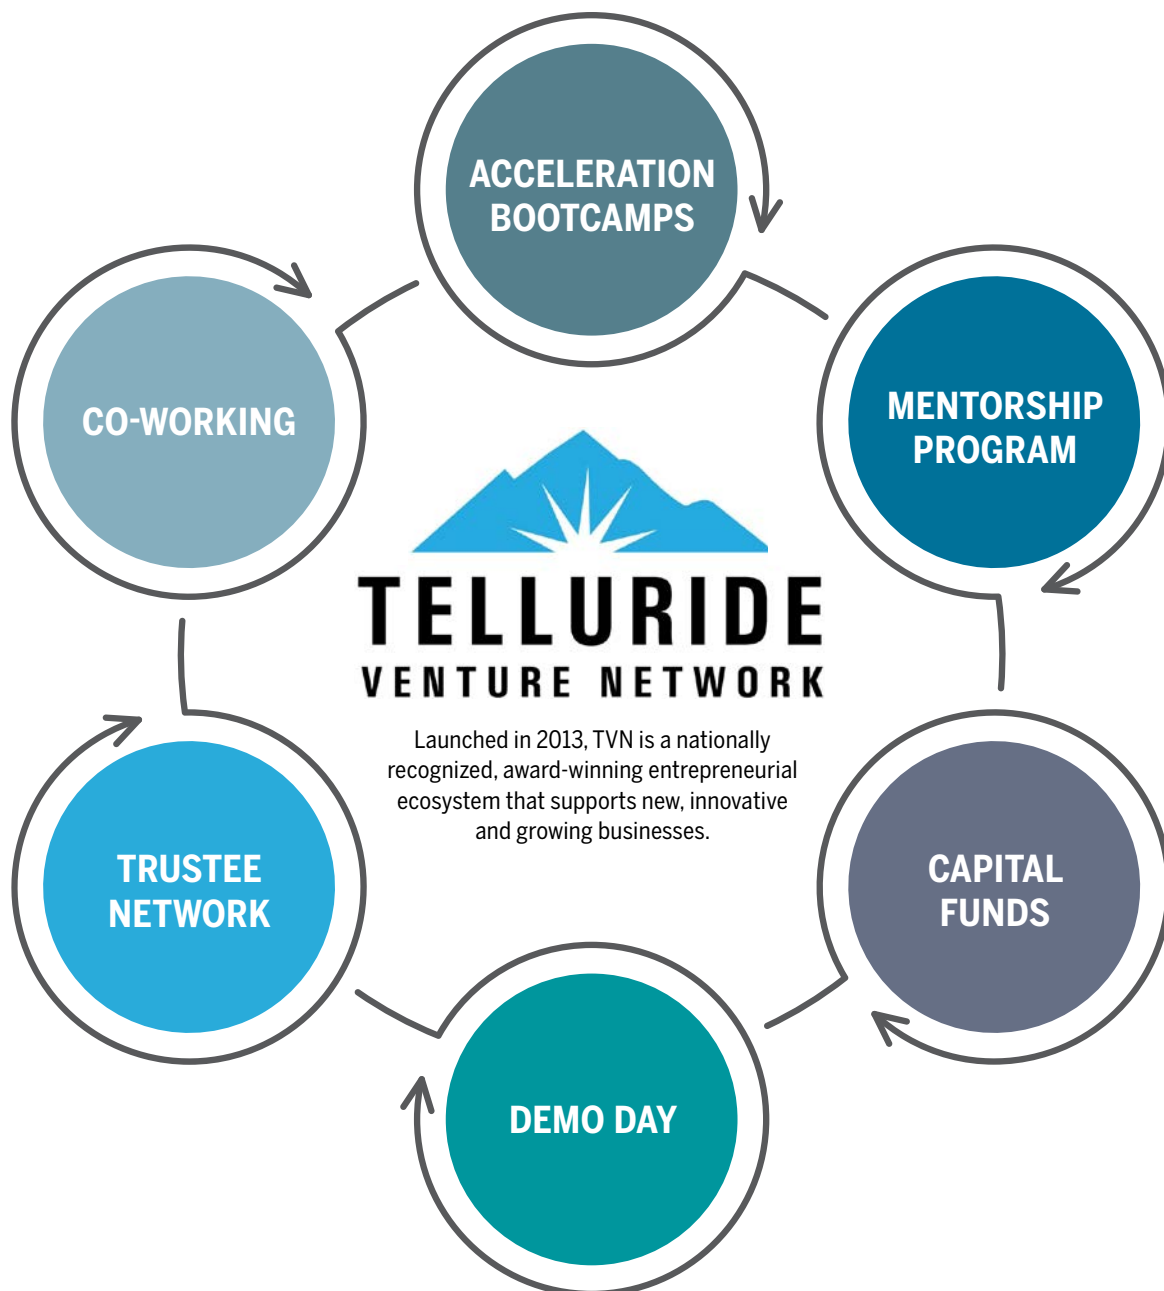 ACCELERATION
BOOTCAMPS
MENTORSHIP
PROGRAM
CO-WORKING
TELLURIDE
VENTURE NETWORK
Launched in 2013, TVN is a nationally
recognized, award-winning entrepreneurial
ecosystem that supports new, innovative
and growing businesses.
TRUSTEE
NETWORK
CAPITAL
FUNDS
DEMO DAY